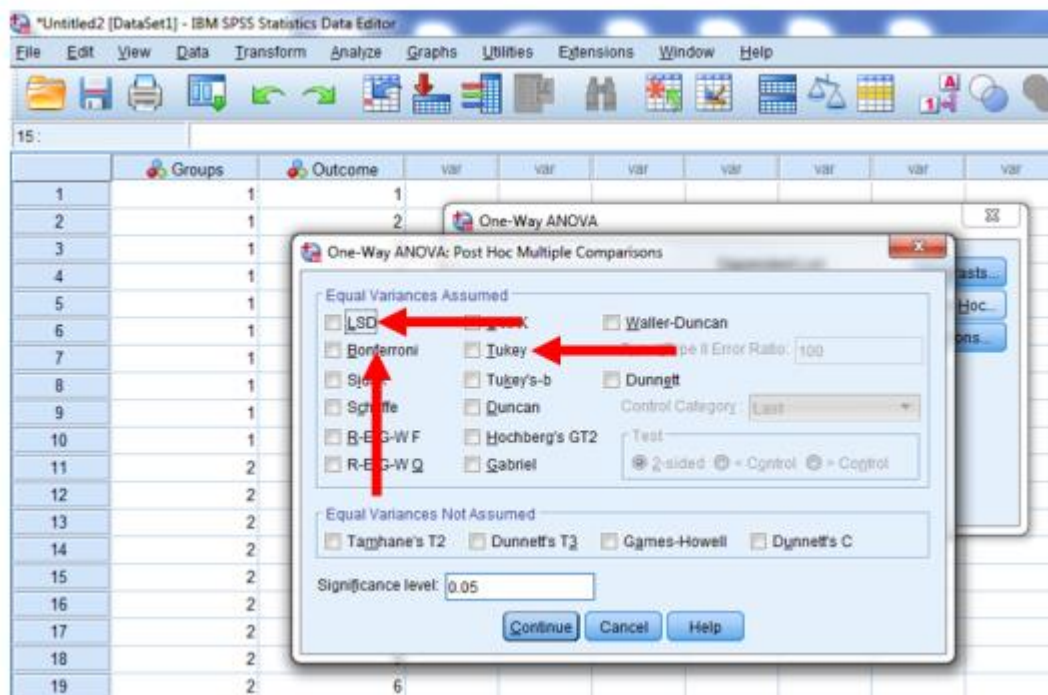 *Untitled2 [DataSet1] - IBM SPSS Statistics Data Editor
File Edit View Data Transform Analyze Graphs Utilities Extensions Window Help
15 :
Groups Outcome var var var var var var var
1 1 1
2 1 2
One-Way ANOVA
3 1
One-Way ANOVA: Post Hoc Multiple Comparisons
4 1
5 1
6 1
7 1
8 1
9 1
10 1
11 2
12 2
13 2
14 2
15 2
16 2
17 2
18 2
19 2 6
Equal Variances Assumed
LSD Waller-Duncan
Bonferroni Tukey Error Ratio: 100
Tukey's-b Dunnett
Duncan Control Category: Last
R-E-G-W F Hochberg's GT2 Test
R-E-G-W Q Gabriel 2-sided < Control > Control
Equal Variances Not Assumed
Tamhane's T2 Dunnett's T3 Games-Howell Dunnett's C
Significance level: 0.05
Continue Cancel Help